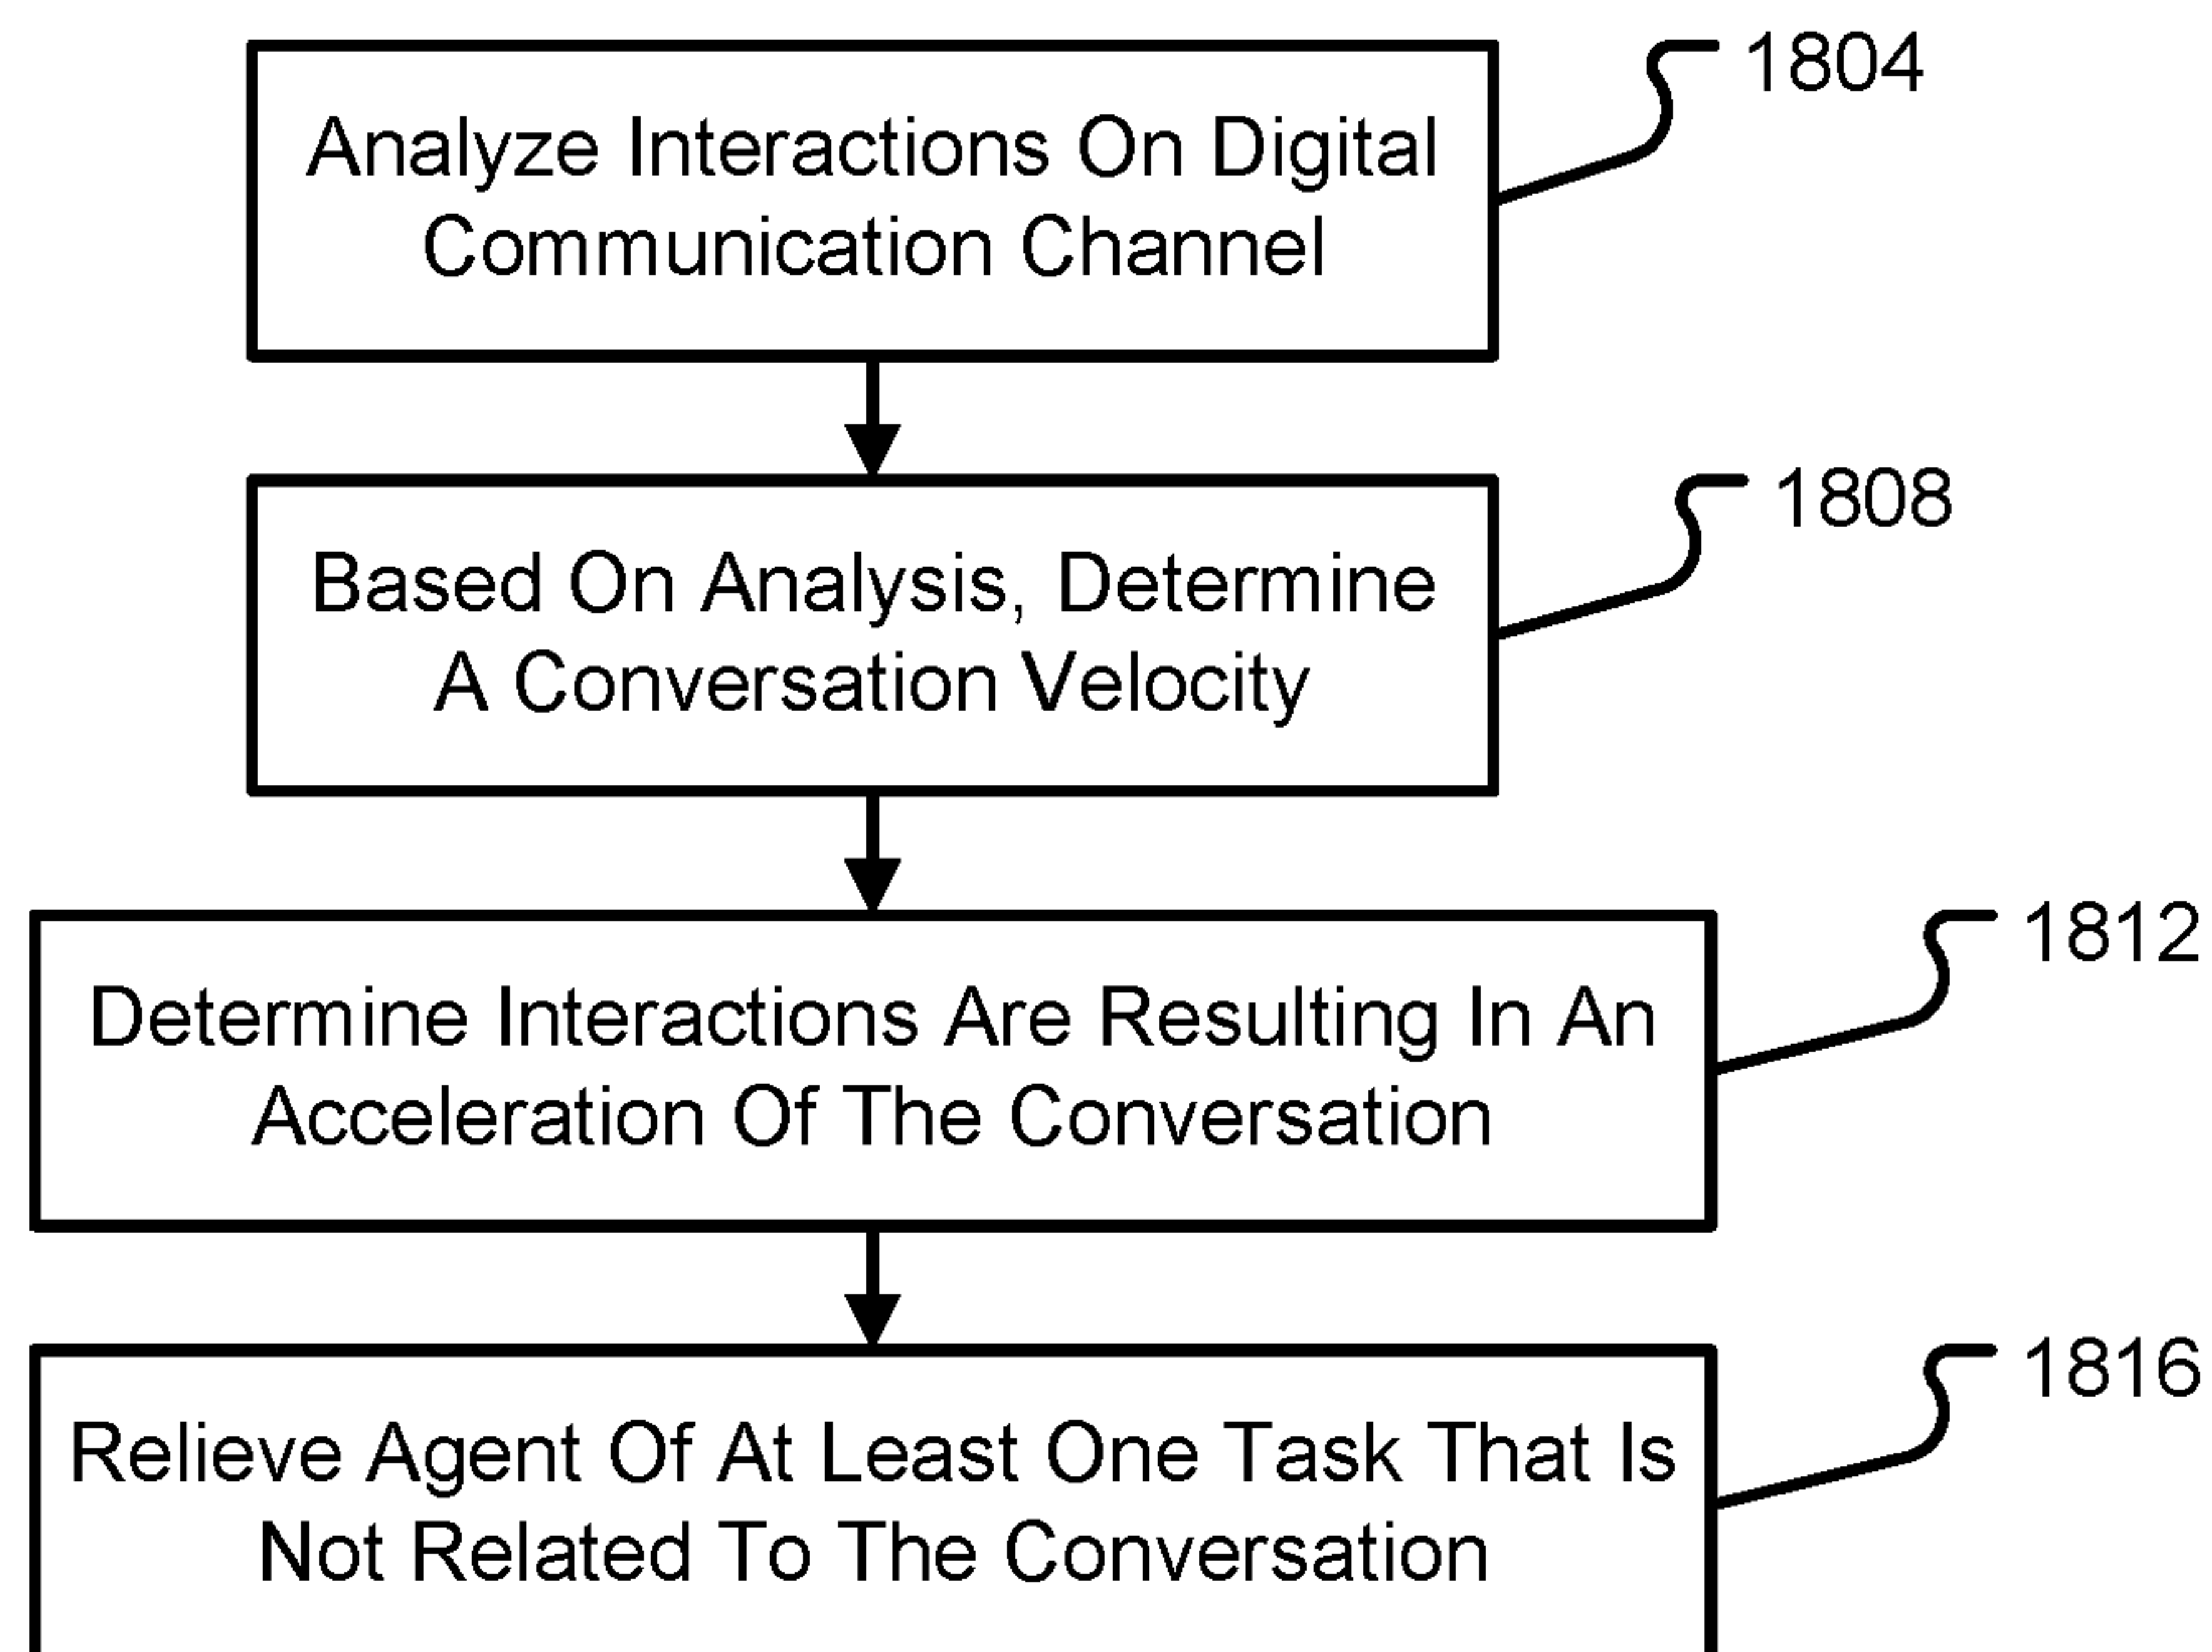 1804
Analyze Interactions On Digital
Communication Channel
1808
Based On Analysis, Determine
A Conversation Velocity
1812
Determine Interactions Are Resulting In An
Acceleration Of The Conversation
1816
Relieve Agent Of At Least One Task That Is
Not Related To The Conversation